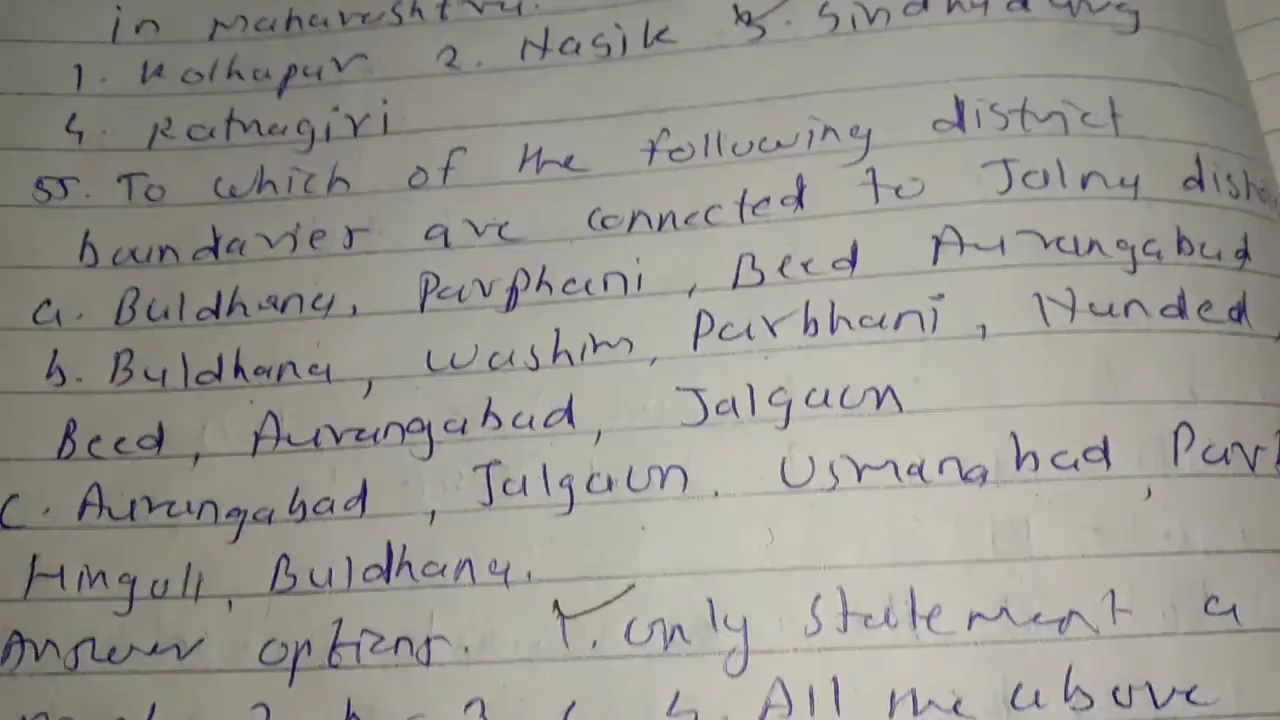 in Maharashtra.
1. Kolhapur 2. Nasik 3. Sindhudurg
4. Ratnagiri
55. To which of the following district
boundaries are connected to Jalna
a. Buldhana, Parbhani, Beed Aurangabad
b. Buldhana, Washim, Parbhani, Nanded,
Beed, Aurangabad, Jalgaon
c. Aurangabad, Jalgaon, Usmanabad,
Hingoli, Buldhana.
Answer options. 1. only statement a
4. All the above